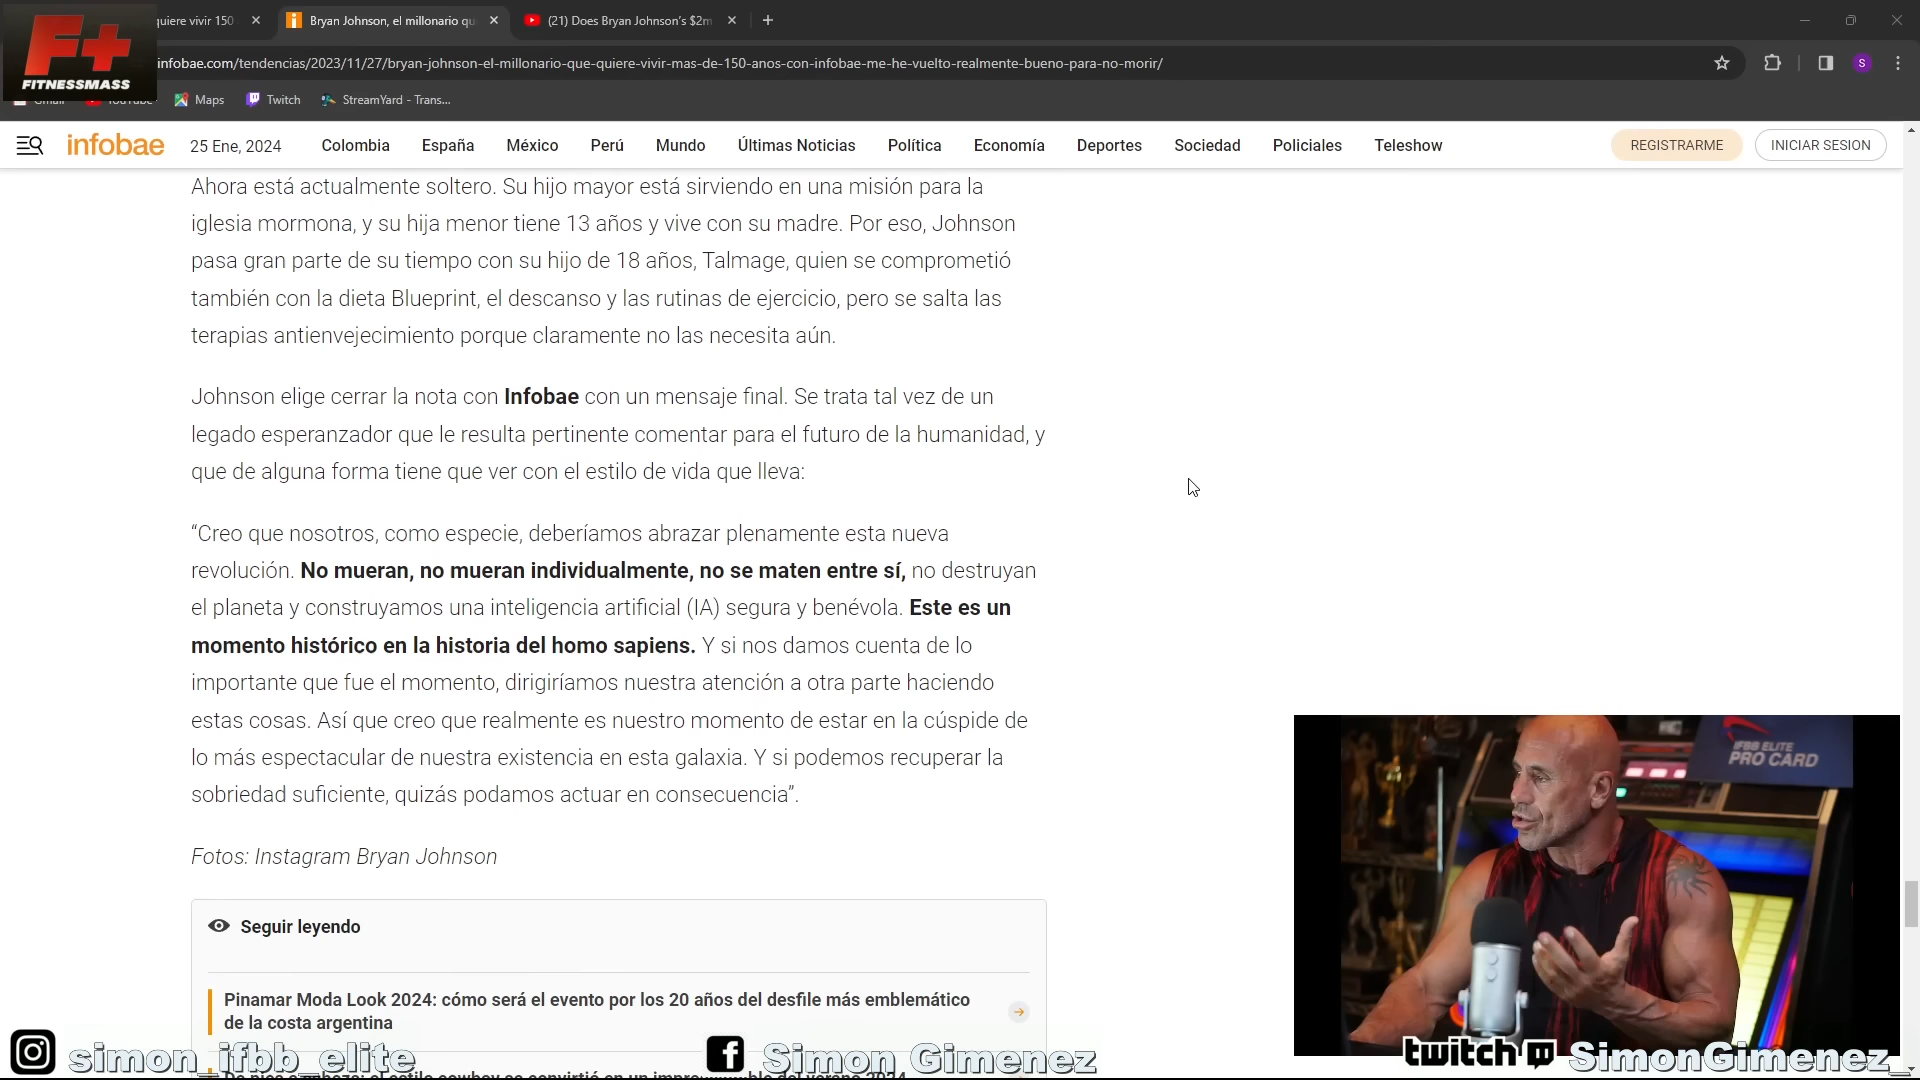 quiere vivir 150
Bryan Johnson, el millonario qu
(21) Does Bryan Johnson's $2m
F+
FITNESSMASS
infobae.com/tendencias/2023/11/27/bryan-johnson-el-millonario-que-quiere-vivir-mas-de-150-anos-con-infobae-me-he-vuelto-realmente-bueno-para-no-morir/
S
Gmail
YouTube
Maps
Twitch
StreamYard - Trans...
infobae
25 Ene, 2024
Colombia
España
México
Perú
Mundo
Últimas Noticias
Política
Economía
Deportes
Sociedad
Policiales
Teleshow
REGISTRARME
INICIAR SESION
Ahora está actualmente soltero. Su hijo mayor está sirviendo en una misión para la
iglesia mormona, y su hija menor tiene 13 años y vive con su madre. Por eso, Johnson
pasa gran parte de su tiempo con su hijo de 18 años, Talmage, quien se comprometió
también con la dieta Blueprint, el descanso y las rutinas de ejercicio, pero se salta las
terapias antienvejecimiento porque claramente no las necesita aún.
Johnson elige cerrar la nota con Infobae con un mensaje final. Se trata tal vez de un
legado esperanzador que le resulta pertinente comentar para el futuro de la humanidad, y
que de alguna forma tiene que ver con el estilo de vida que lleva:
“Creo que nosotros, como especie, deberíamos abrazar plenamente esta nueva
revolución. No mueran, no mueran individualmente, no se maten entre sí, no destruyan
el planeta y construyamos una inteligencia artificial (IA) segura y benévola. Este es un
momento histórico en la historia del homo sapiens. Y si nos damos cuenta de lo
importante que fue el momento, dirigiríamos nuestra atención a otra parte haciendo
estas cosas. Así que creo que realmente es nuestro momento de estar en la cúspide de
lo más espectacular de nuestra existencia en esta galaxia. Y si podemos recuperar la
sobriedad suficiente, quizás podamos actuar en consecuencia”.
Fotos: Instagram Bryan Johnson
Seguir leyendo
Pinamar Moda Look 2024: cómo será el evento por los 20 años del desfile más emblemático
de la costa argentina
IFBB ELITE
PRO CARD
simon_ifbb_elite
Simon Gimenez
twitch
SimonGimenez_